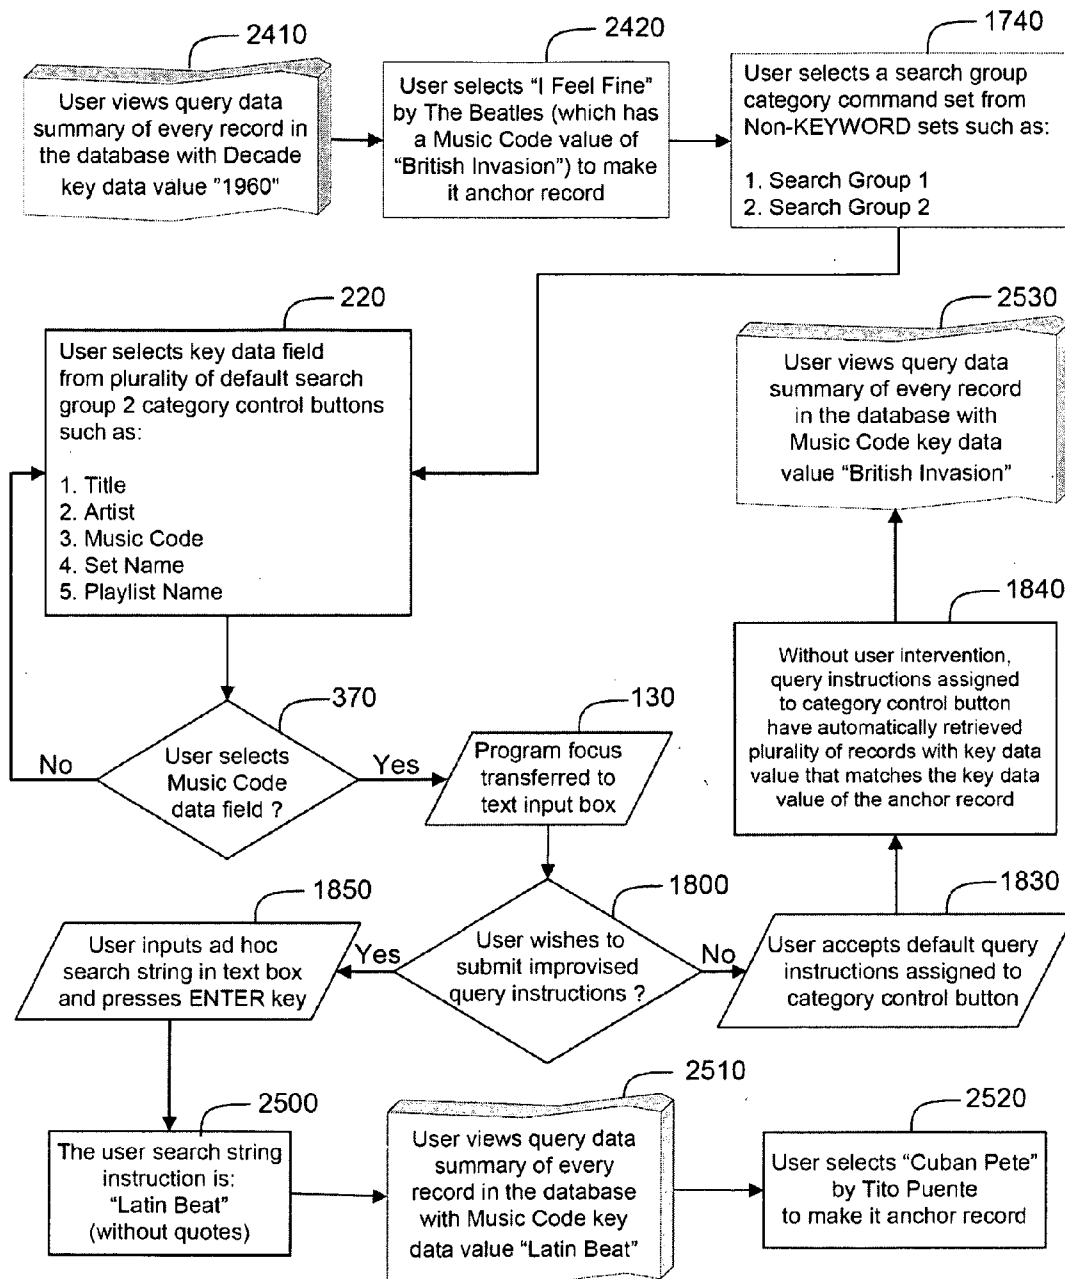 2410
User views query data
summary of every record in
the database with Decade
key data value "1960"
2420
User selects “I Feel Fine”
by The Beatles (which has
a Music Code value of
“British Invasion”) to make
it anchor record
1740
User selects a search group
category command set from
Non-KEYWORD sets such as:
1. Search Group 1
2. Search Group 2
220
User selects key data field
from plurality of default search
group 2 category control buttons
such as:
1. Title
2. Artist
3. Music Code
4. Set Name
5. Playlist Name
2530
User views query data
summary of every record
in the database with
Music Code key data
value “British Invasion”
1840
Without user intervention,
query instructions assigned
to category control button
have automatically retrieved
plurality of records with key data
value that matches the key data
value of the anchor record
370
User selects
Music Code
data field ?
No
Yes
130
Program focus
transferred to
text input box
1800
User wishes to
submit improvised
query instructions ?
Yes
No
1830
User accepts default query
instructions assigned to
category control button
1850
User inputs ad hoc
search string in text box
and presses ENTER key
2500
The user search string
instruction is:
“Latin Beat”
(without quotes)
2510
User views query data
summary of every
record in the database
with Music Code key
data value “Latin Beat”
2520
User selects “Cuban Pete”
by Tito Puente
to make it anchor record